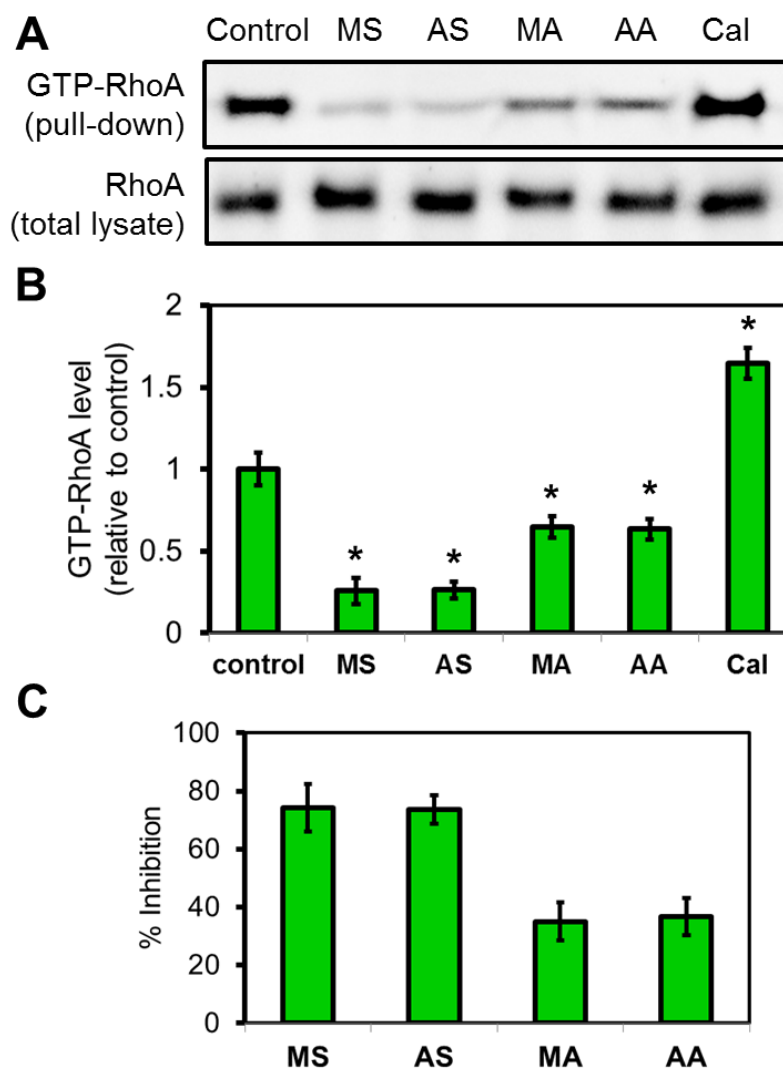 A
Control MS AS MA AA Cal
GTP-RhoA
(pull-down)
RhoA
(total lysate)
B
GTP-RhoA level
(relative to control)
2
1.5
1
0.5
0
* * * * *
control MS AS MA AA Cal
C
% Inhibition
100
80
60
40
20
0
MS AS MA AA